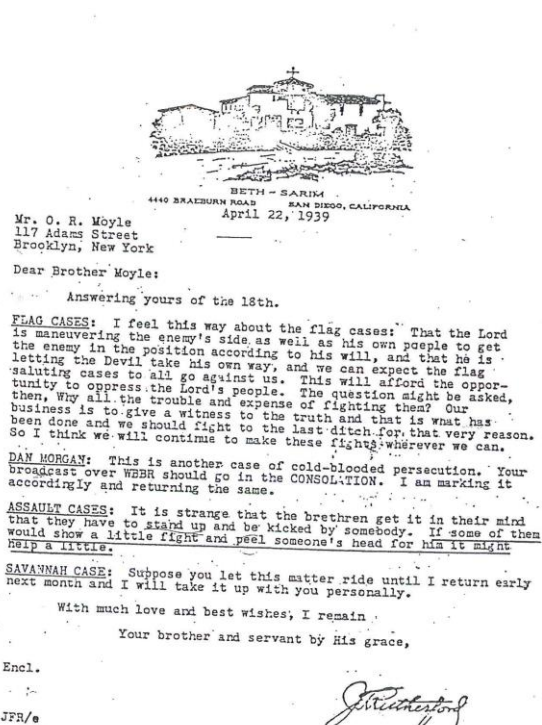 BETH - SARIM
4440 BRAEBURN ROAD SAN DIEGO, CALIFORNIA
April 22, 1939
Mr. O. R. Moyle
117 Adams Street
Brooklyn, New York
Dear Brother Moyle:
Answering yours of the 18th.
FLAG CASES: I feel this way about the flag cases: That the Lord
is maneuvering the enemy's side as well as his own poeple to get
the enemy in the position according to his will, and that he is
letting the Devil take his own way, and we can expect the flag
saluting cases to all go against us. This will afford the oppor-
tunity to oppress the Lord's people. The question might be asked,
then, Why all the trouble and expense of fighting them? Our
business is to give a witness to the truth and that is what has
been done and we should fight to the last ditch for that very reason.
So I think we will continue to make these fights wherever we can.
DAN MORGAN: This is another case of cold-blooded persecution. Your
broadcast over WBBR should go in the CONSOLATION. I am marking it
accordingly and returning the same.
ASSAULT CASES: It is strange that the brethren get it in their mind
that they have to stand up and be kicked by somebody. If some of them
would show a little fight and peel someone's head for him it might
help a little.
SAVANNAH CASE: Suppose you let this matter ride until I return early
next month and I will take it up with you personally.
With much love and best wishes, I remain
Your brother and servant by His grace,
Encl.
J.F. Rutherford
JFR/e